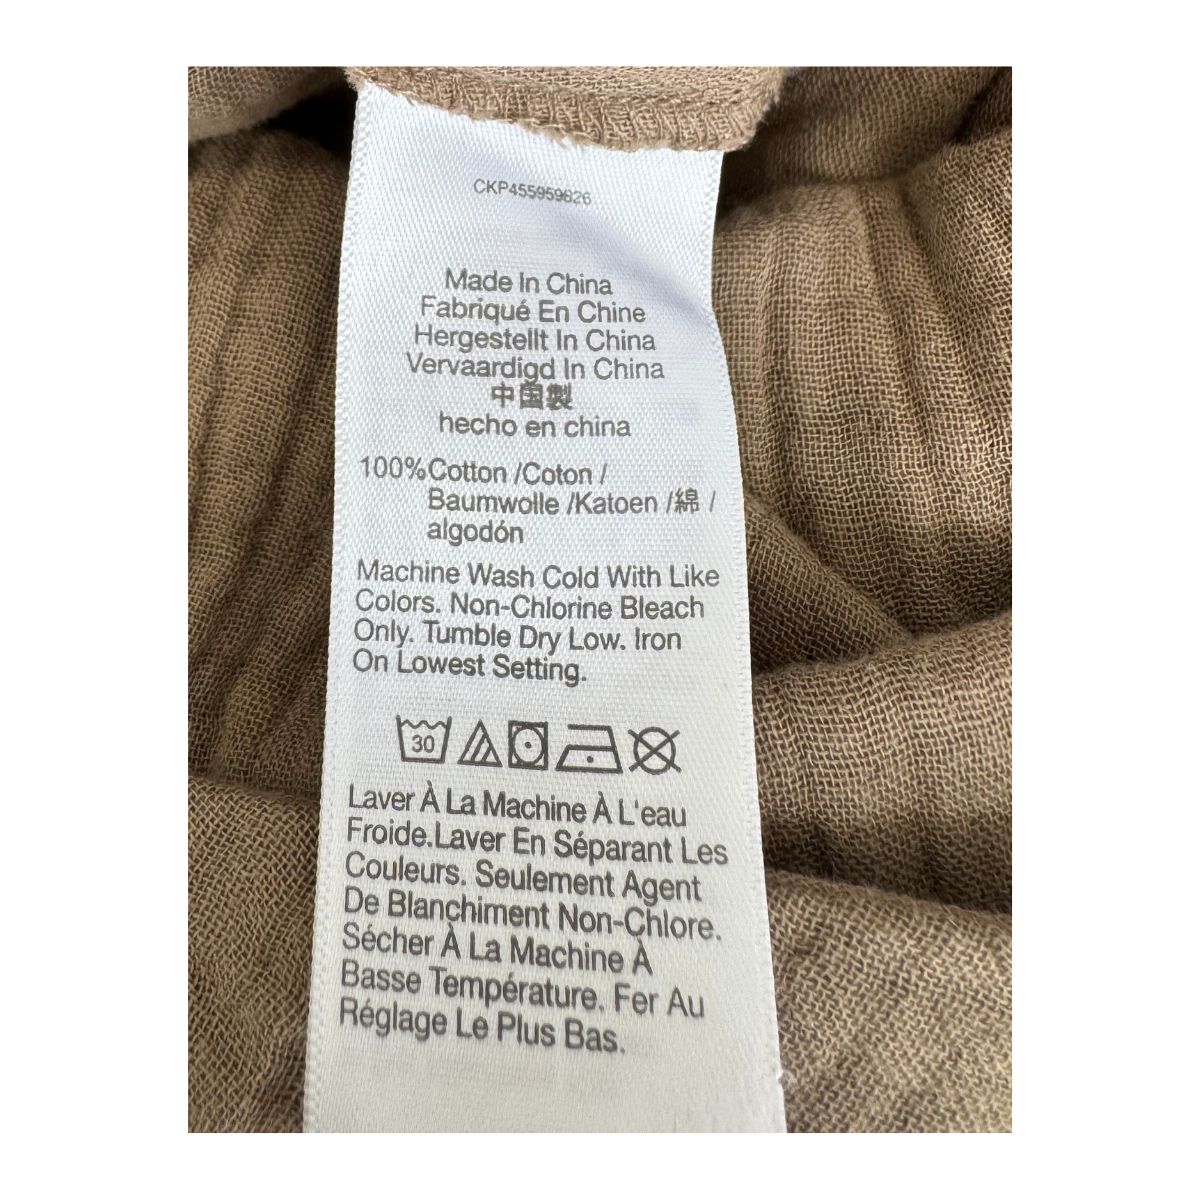 CKP455959826
Made In China
Fabriqué En Chine
Hergestellt In China
Vervaardigd In China
中国製
hecho en china
100%Cotton /Coton /
Baumwolle /Katoen /綿 /
algodón
Machine Wash Cold With Like
Colors. Non-Chlorine Bleach
Only. Tumble Dry Low. Iron
On Lowest Setting.
30
Laver À La Machine À L'eau
Froide.Laver En Séparant Les
Couleurs. Seulement Agent
De Blanchiment Non-Chlore.
Sécher À La Machine À
Basse Température. Fer Au
Réglage Le Plus Bas.